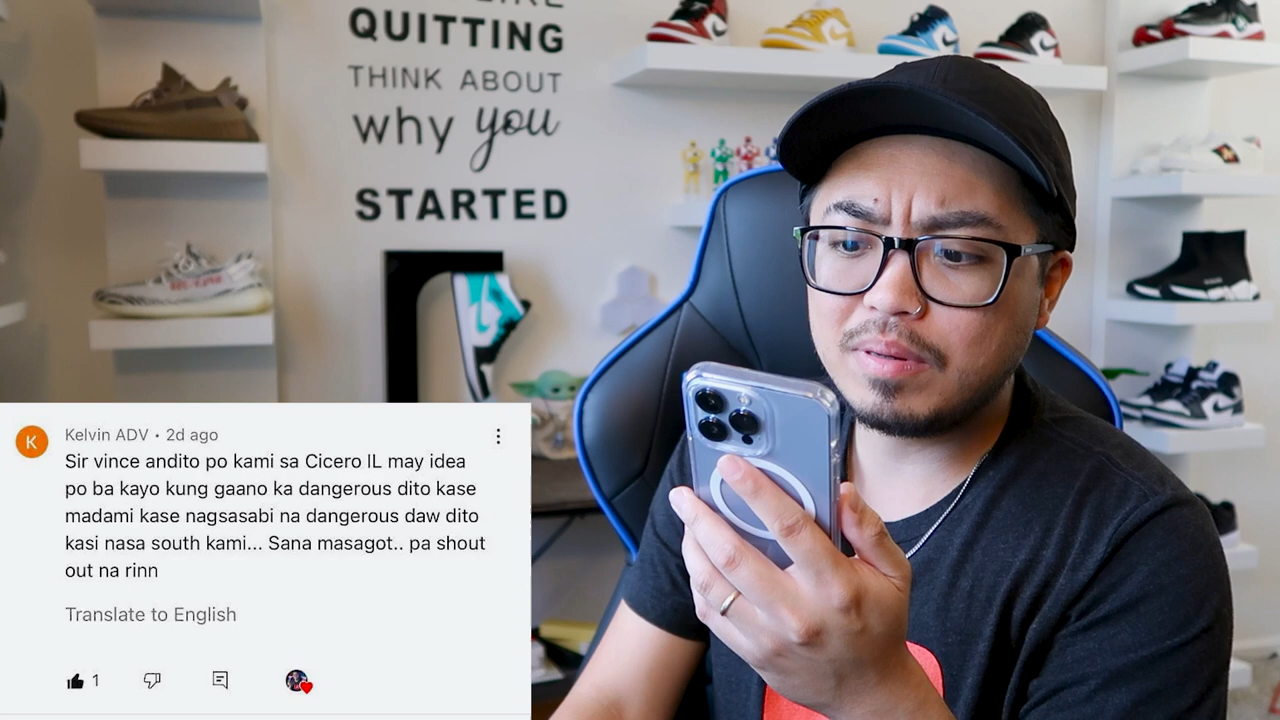 QUITTING
THINK ABOUT
why you
STARTED
Kelvin ADV • 2d ago
Sir vince andito po kami sa Cicero IL may idea
po ba kayo kung gaano ka dangerous dito kase
madami kase nagsasabi na dangerous daw dito
kasi nasa south kami... Sana masagot.. pa shout
out na rinn
Translate to English
1
K